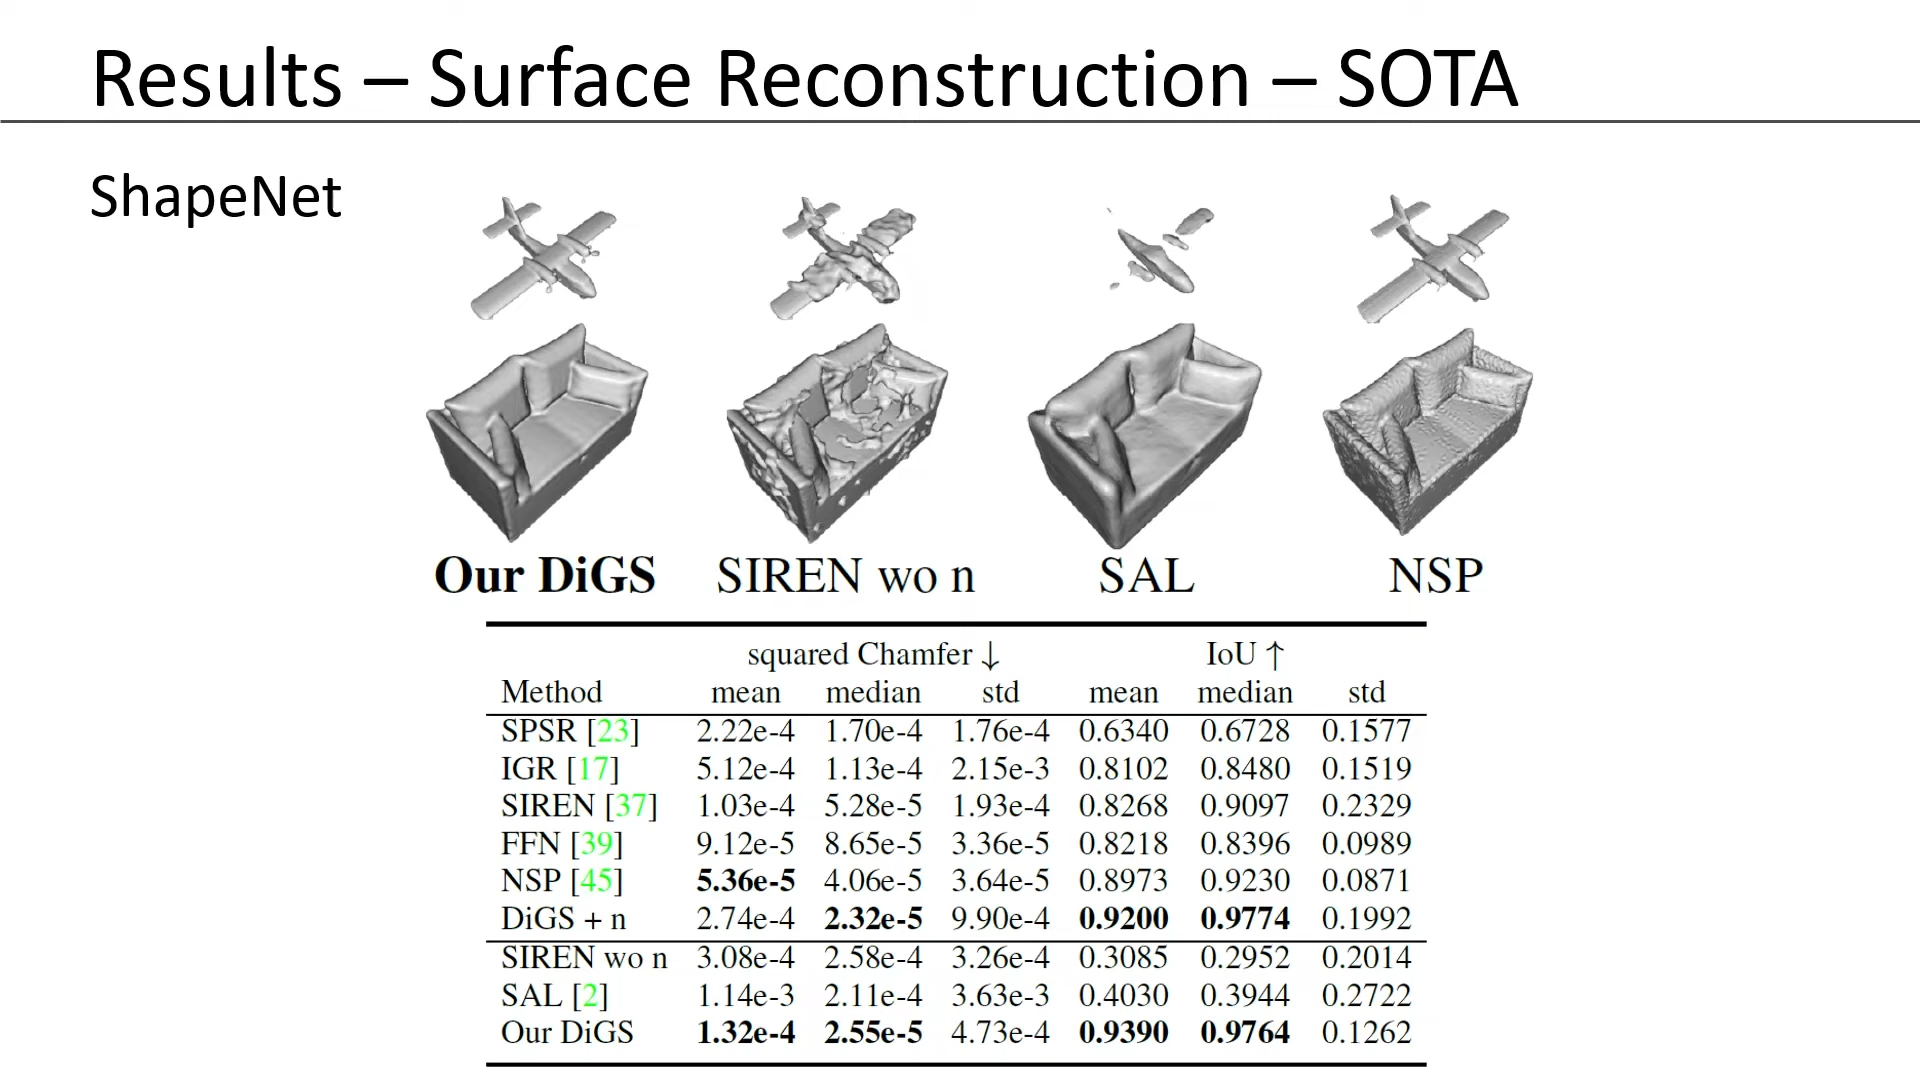 Results – Surface Reconstruction – SOTA
ShapeNet
Our DiGS SIREN wo n SAL NSP
squared Chamfer ↓ IoU ↑
Method mean median std mean median std
SPSR [23] 2.22e-4 1.70e-4 1.76e-4 0.6340 0.6728 0.1577
IGR [17] 5.12e-4 1.13e-4 2.15e-3 0.8102 0.8480 0.1519
SIREN [37] 1.03e-4 5.28e-5 1.93e-4 0.8268 0.9097 0.2329
FFN [39] 9.12e-5 8.65e-5 3.36e-5 0.8218 0.8396 0.0989
NSP [45] 5.36e-5 4.06e-5 3.64e-5 0.8973 0.9230 0.0871
DiGS + n 2.74e-4 2.32e-5 9.90e-4 0.9200 0.9774 0.1992
SIREN wo n 3.08e-4 2.58e-4 3.26e-4 0.3085 0.2952 0.2014
SAL [2] 1.14e-3 2.11e-4 3.63e-3 0.4030 0.3944 0.2722
Our DiGS 1.32e-4 2.55e-5 4.73e-4 0.9390 0.9764 0.1262